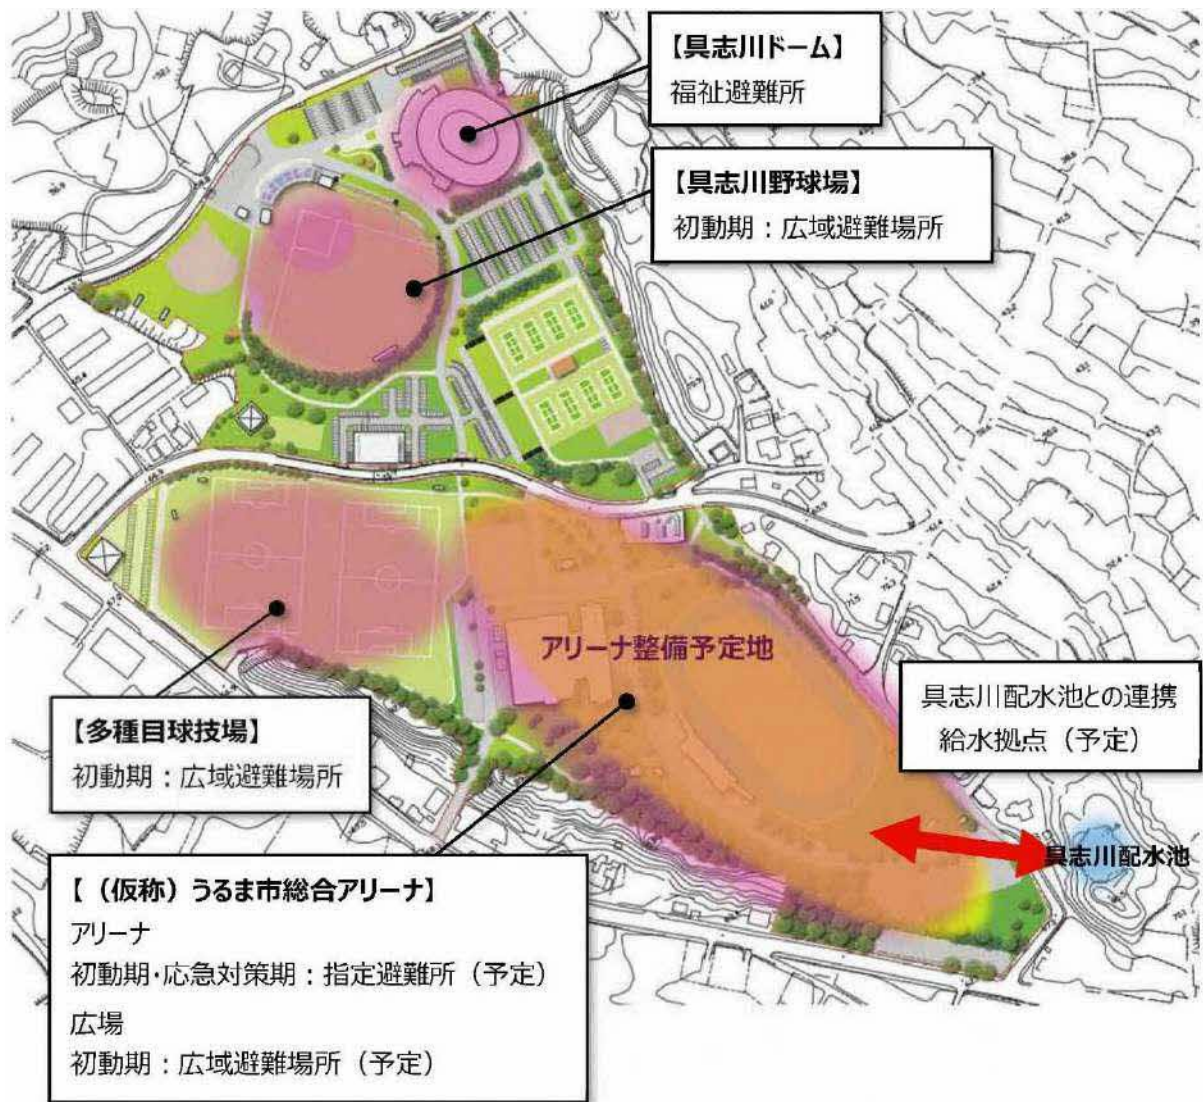 【具志川ドーム】
福祉避難所
【具志川野球場】
初動期：広域避難場所
アリーナ整備予定地
具志川配水池との連携
給水拠点（予定）
具志川配水池
【多種目球技場】
初動期：広域避難場所
【（仮称）うるま市総合アリーナ】
アリーナ
初動期・応急対策期：指定避難所（予定）
広場
初動期：広域避難場所（予定）